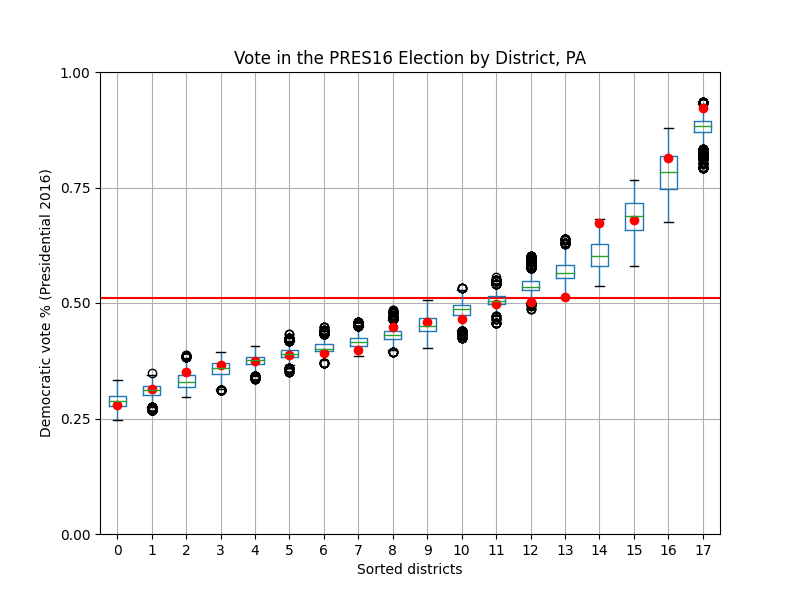 Vote in the PRES16 Election by District, PA
Democratic vote % (Presidential 2016)
1.00
0.75
0.50
0.25
0.00
0 1 2 3 4 5 6 7 8 9 10 11 12 13 14 15 16 17
Sorted districts